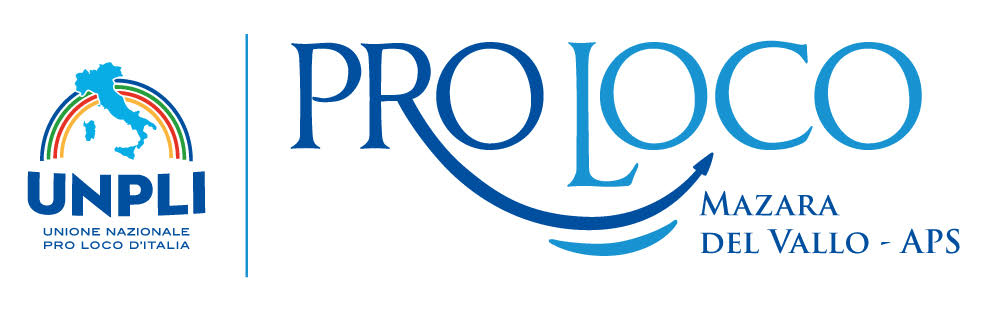 UNPLI
UNIONE NAZIONALE
PRO LOCO D'ITALIA
PRO LOCO
MAZARA
DEL VALLO - APS